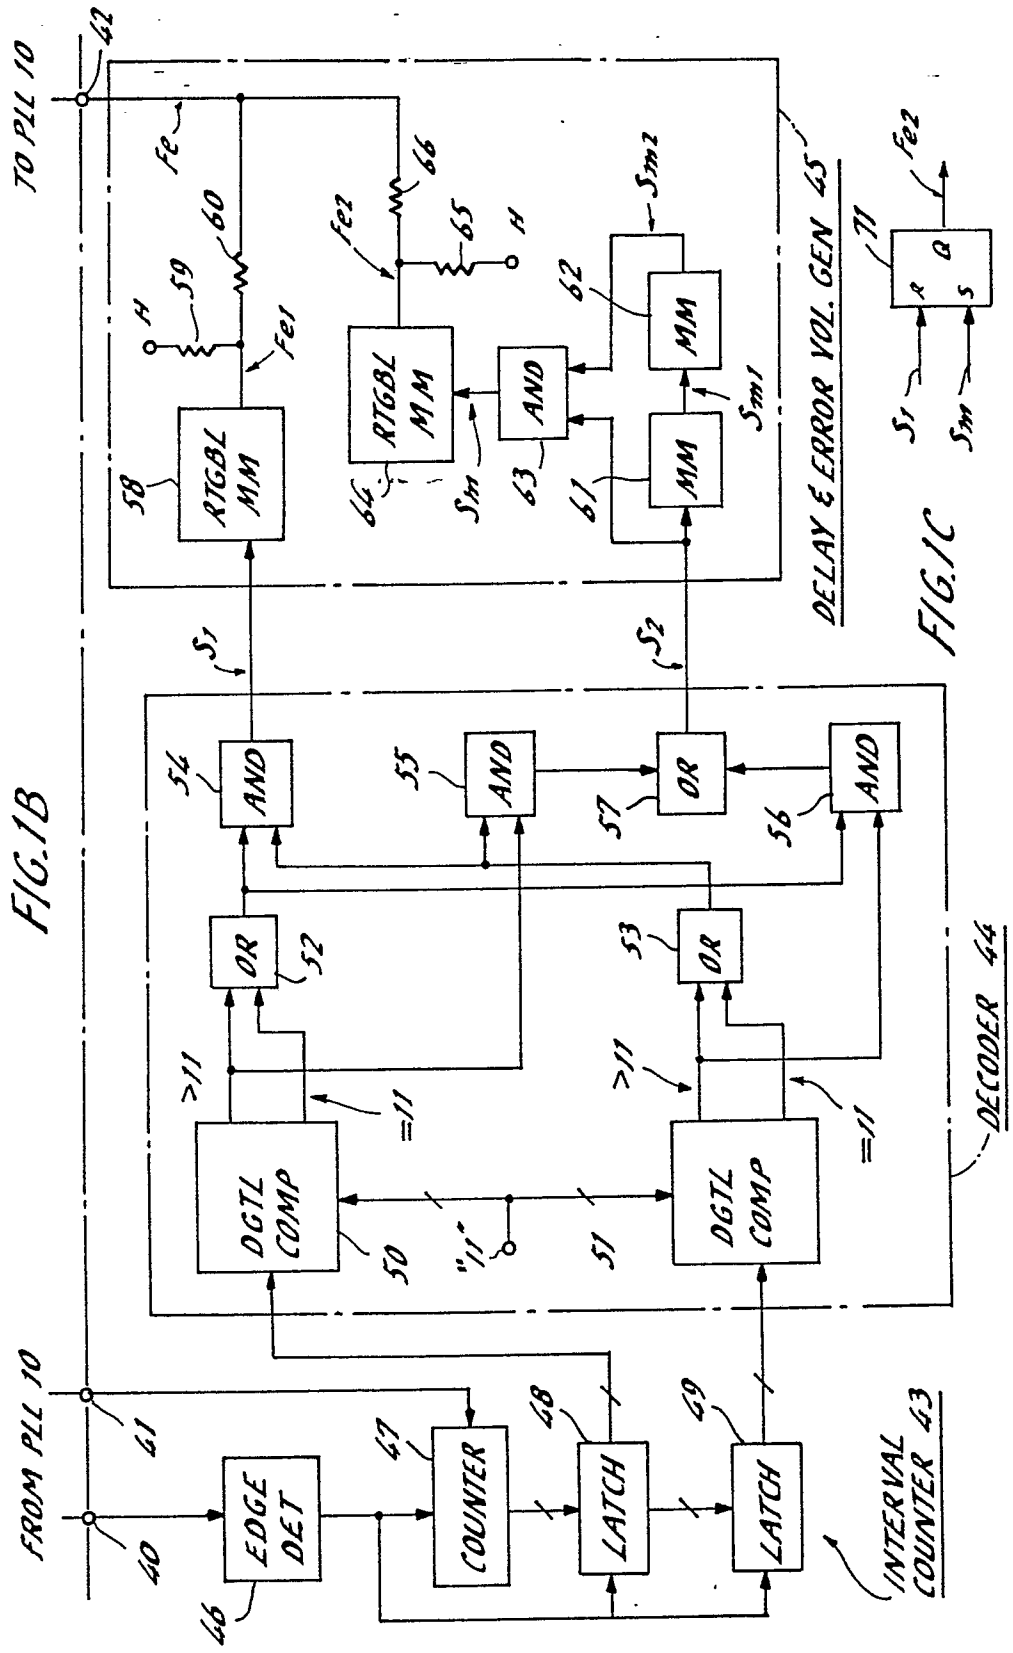 FIG.1B
FROM PLL 10
TO PLL 10
40
41
42
46
EDGE
DET
47
COUNTER
48
LATCH
49
LATCH
INTERVAL
COUNTER 43
DGTL
COMP
50
"11"
51
DGTL
COMP
>11
=11
>11
=11
OR
52
53
OR
54
AND
55
AND
57
OR
56
AND
DECODER 44
S1
S2
58
RTGBL
MM
H
59
Fe1
60
Fe
64
RTGBL
MM
Fe2
66
65
H
Sm
63
AND
61
MM
Sm1
62
MM
Sm2
DELAY & ERROR VOL. GEN 45
FIG.1C
S1
Sm
71
R
S
Q
Fe2